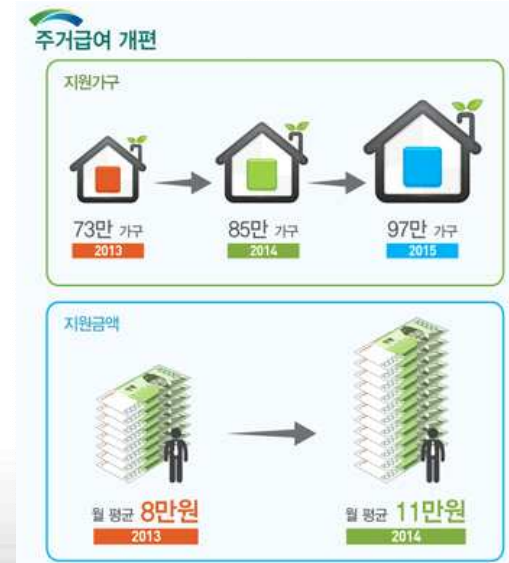 주거급여 개편
지원가구
73만 가구 85만 가구 97만 가구
2013 2014 2015
지원금액
월 평균 8만원 월 평균 11만원
2013 2014